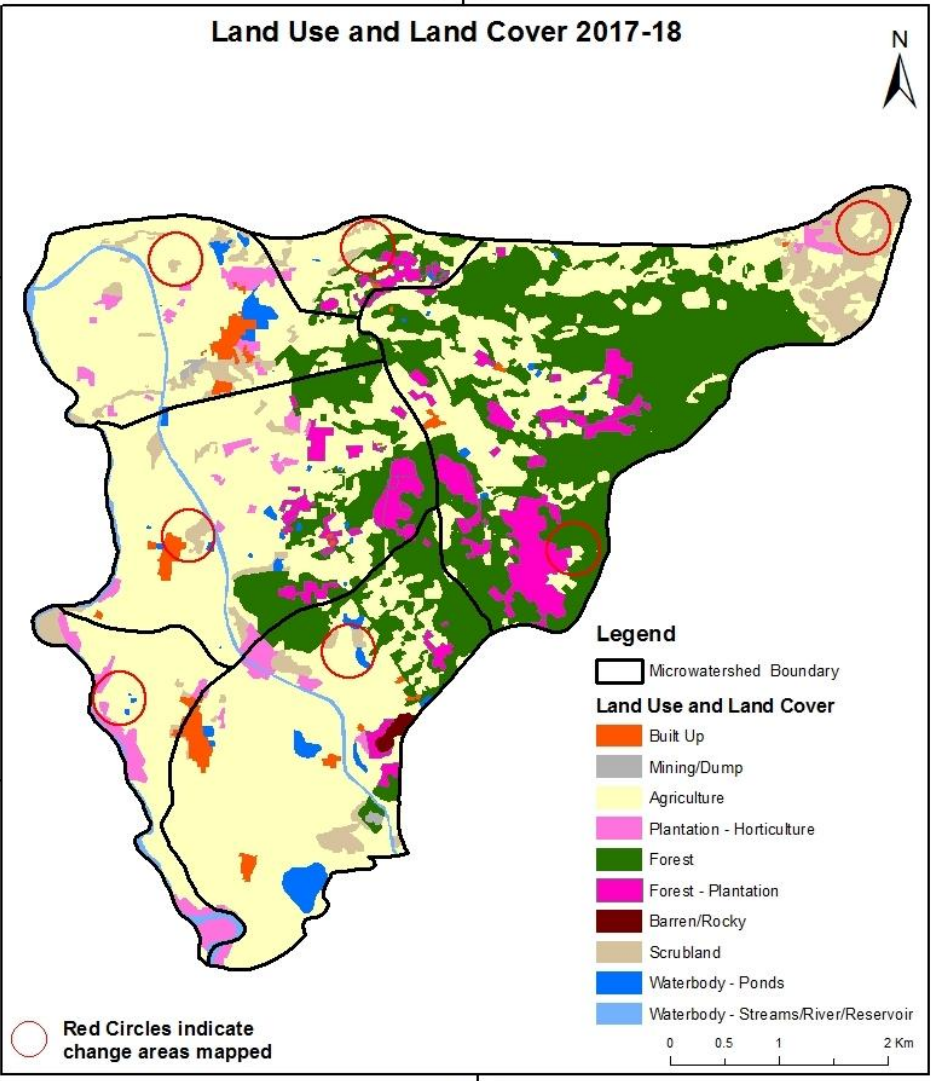 Land Use and Land Cover 2017-18
N
Legend
Microwatershed Boundary
Land Use and Land Cover
Built Up
Mining/Dump
Agriculture
Plantation - Horticulture
Forest
Forest - Plantation
Barren/Rocky
Scrubland
Waterbody - Ponds
Waterbody - Streams/River/Reservoir
Red Circles indicate
change areas mapped
0 0.5 1 2 Km